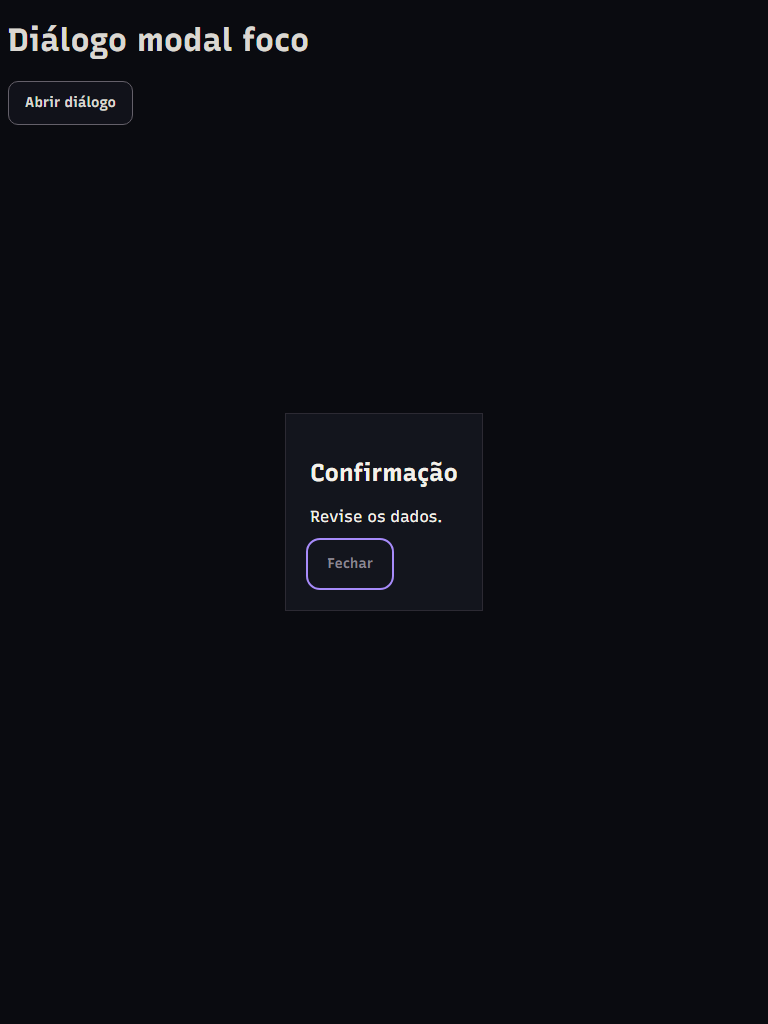 Diálogo modal foco
Abrir diálogo
Confirmação
Revise os dados.
Fechar